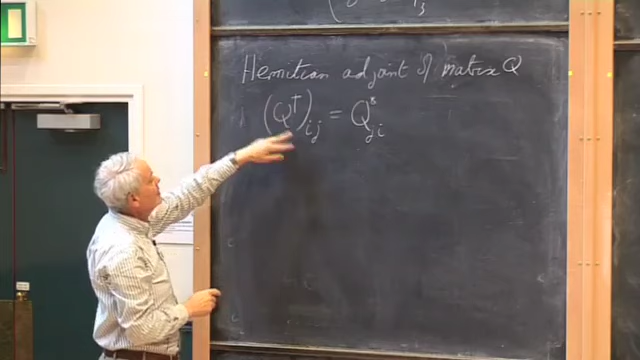 Hermitian adjoint of matrix Q
(Q†)ij = Q*ji